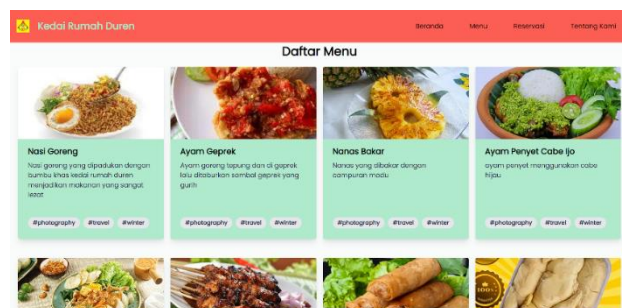 Kedai Rumah Duren
Beranda Menu Reservasi Tentang Kami
Daftar Menu
Nasi Goreng
Nasi goreng yang dipadukan dengan
bumbu khas kedai rumah duren
menjadikan makanan yang sangat
lezat
#photography #travel #winter
Ayam Geprek
Ayam goreng tepung dan di geprek
lalu ditaburkan sambal geprek yang
gurih
#photography #travel #winter
Nanas Bakar
Nanas yang dibakar dengan
campuran madu
#photography #travel #winter
Ayam Penyet Cabe Ijo
ayam penyet menggunakan cabe
hijau
#photography #travel #winter